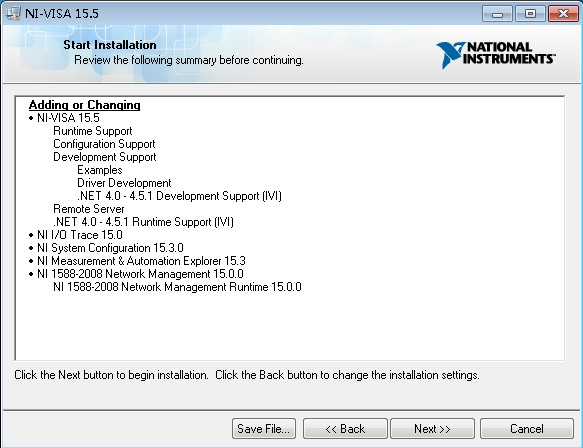 NI-VISA 15.5
Start Installation
Review the following summary before continuing.
NATIONAL
INSTRUMENTS™
Adding or Changing
• NI-VISA 15.5
Runtime Support
Configuration Support
Development Support
Examples
Driver Development
.NET 4.0 - 4.5.1 Development Support (IVI)
Remote Server
.NET 4.0 - 4.5.1 Runtime Support (IVI)
• NI I/O Trace 15.0
• NI System Configuration 15.3.0
• NI Measurement & Automation Explorer 15.3
• NI 1588-2008 Network Management 15.0.0
NI 1588-2008 Network Management Runtime 15.0.0
Click the Next button to begin installation. Click the Back button to change the installation settings.
Save File... << Back Next >> Cancel